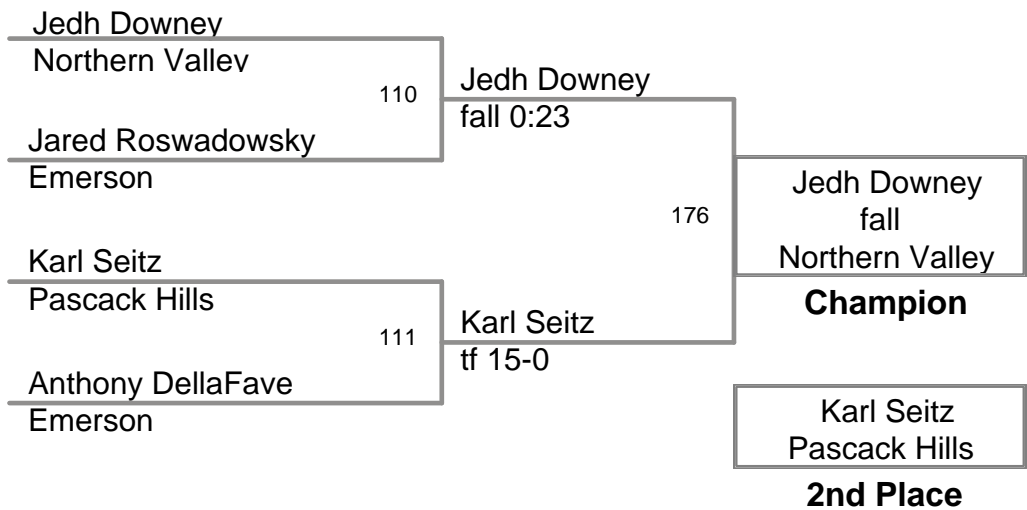 Jedh Downey
Northern Valley
110
Jedh Downey
fall 0:23
Jared Roswadowsky
Emerson
176
Jedh Downey
fall
Northern Valley
Champion
Karl Seitz
Pascack Hills
111
Karl Seitz
tf 15-0
Anthony DellaFave
Emerson
Karl Seitz
Pascack Hills
2nd Place